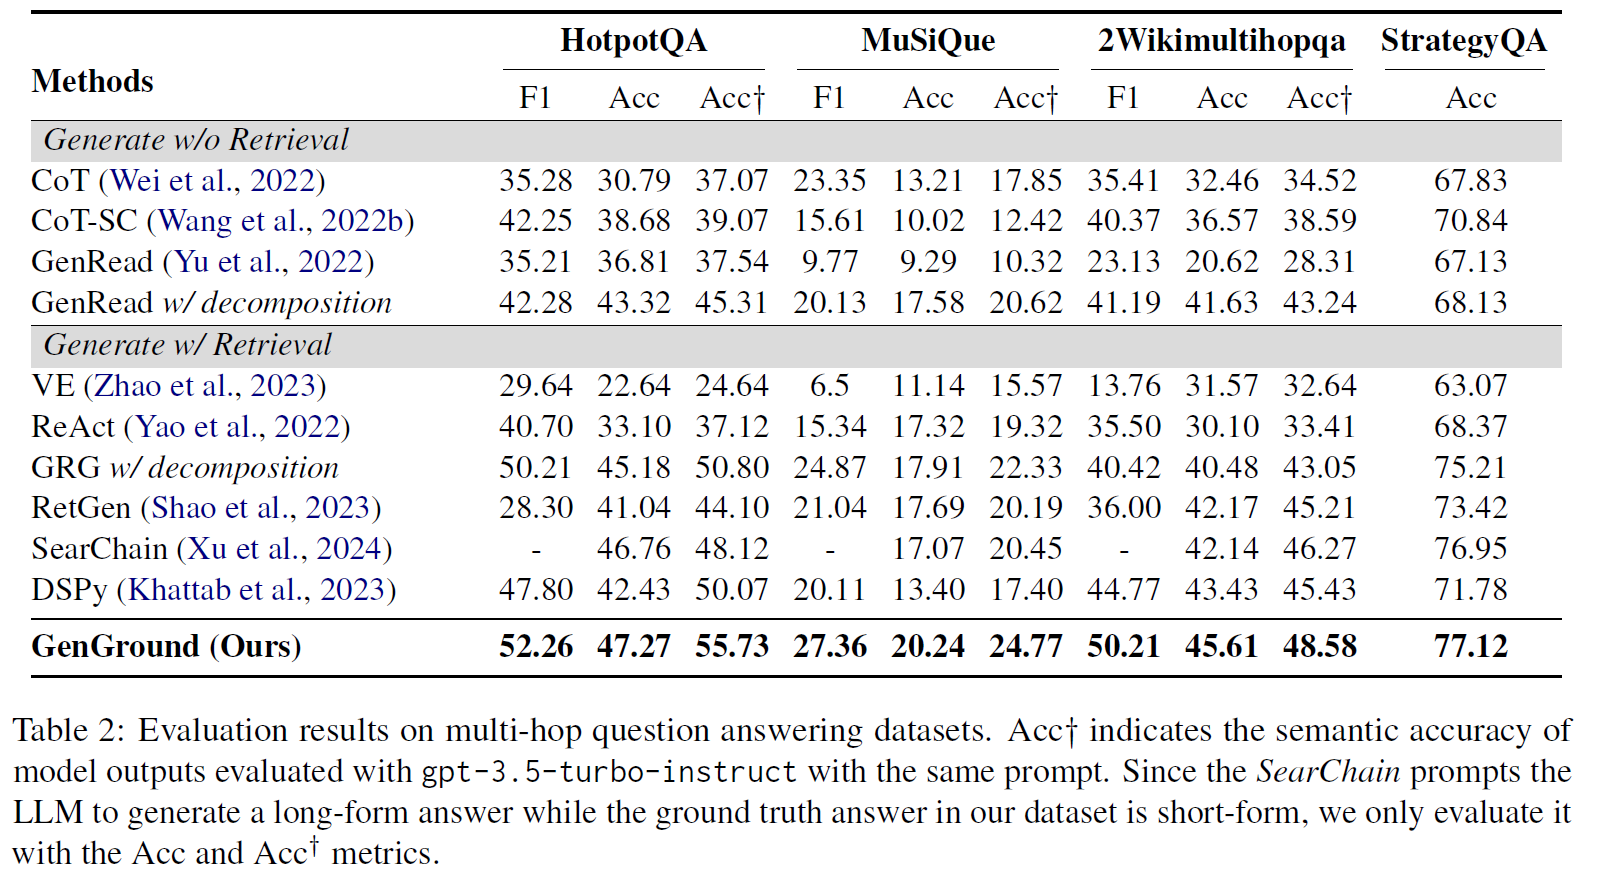 Methods HotpotQA MuSiQue 2Wikimultihopqa StrategyQA
F1 Acc Acc† F1 Acc Acc† F1 Acc Acc† Acc
Generate w/o Retrieval
CoT (Wei et al., 2022) 35.28 30.79 37.07 23.35 13.21 17.85 35.41 32.46 34.52 67.83
CoT-SC (Wang et al., 2022b) 42.25 38.68 39.07 15.61 10.02 12.42 40.37 36.57 38.59 70.84
GenRead (Yu et al., 2022) 35.21 36.81 37.54 9.77 9.29 10.32 23.13 20.62 28.31 67.13
GenRead w/ decomposition 42.28 43.32 45.31 20.13 17.58 20.62 41.19 41.63 43.24 68.13
Generate w/ Retrieval
VE (Zhao et al., 2023) 29.64 22.64 24.64 6.5 11.14 15.57 13.76 31.57 32.64 63.07
ReAct (Yao et al., 2022) 40.70 33.10 37.12 15.34 17.32 19.32 35.50 30.10 33.41 68.37
GRG w/ decomposition 50.21 45.18 50.80 24.87 17.91 22.33 40.42 40.48 43.05 75.21
RetGen (Shao et al., 2023) 28.30 41.04 44.10 21.04 17.69 20.19 36.00 42.17 45.21 73.42
SearChain (Xu et al., 2024) - 46.76 48.12 - 17.07 20.45 - 42.14 46.27 76.95
DSPy (Khattab et al., 2023) 47.80 42.43 50.07 20.11 13.40 17.40 44.77 43.43 45.43 71.78
GenGround (Ours) 52.26 47.27 55.73 27.36 20.24 24.77 50.21 45.61 48.58 77.12
Table 2: Evaluation results on multi-hop question answering datasets. Acc† indicates the semantic accuracy of
model outputs evaluated with gpt-3.5-turbo-instruct with the same prompt. Since the SearChain prompts the
LLM to generate a long-form answer while the ground truth answer in our dataset is short-form, we only evaluate it
with the Acc and Acc† metrics.